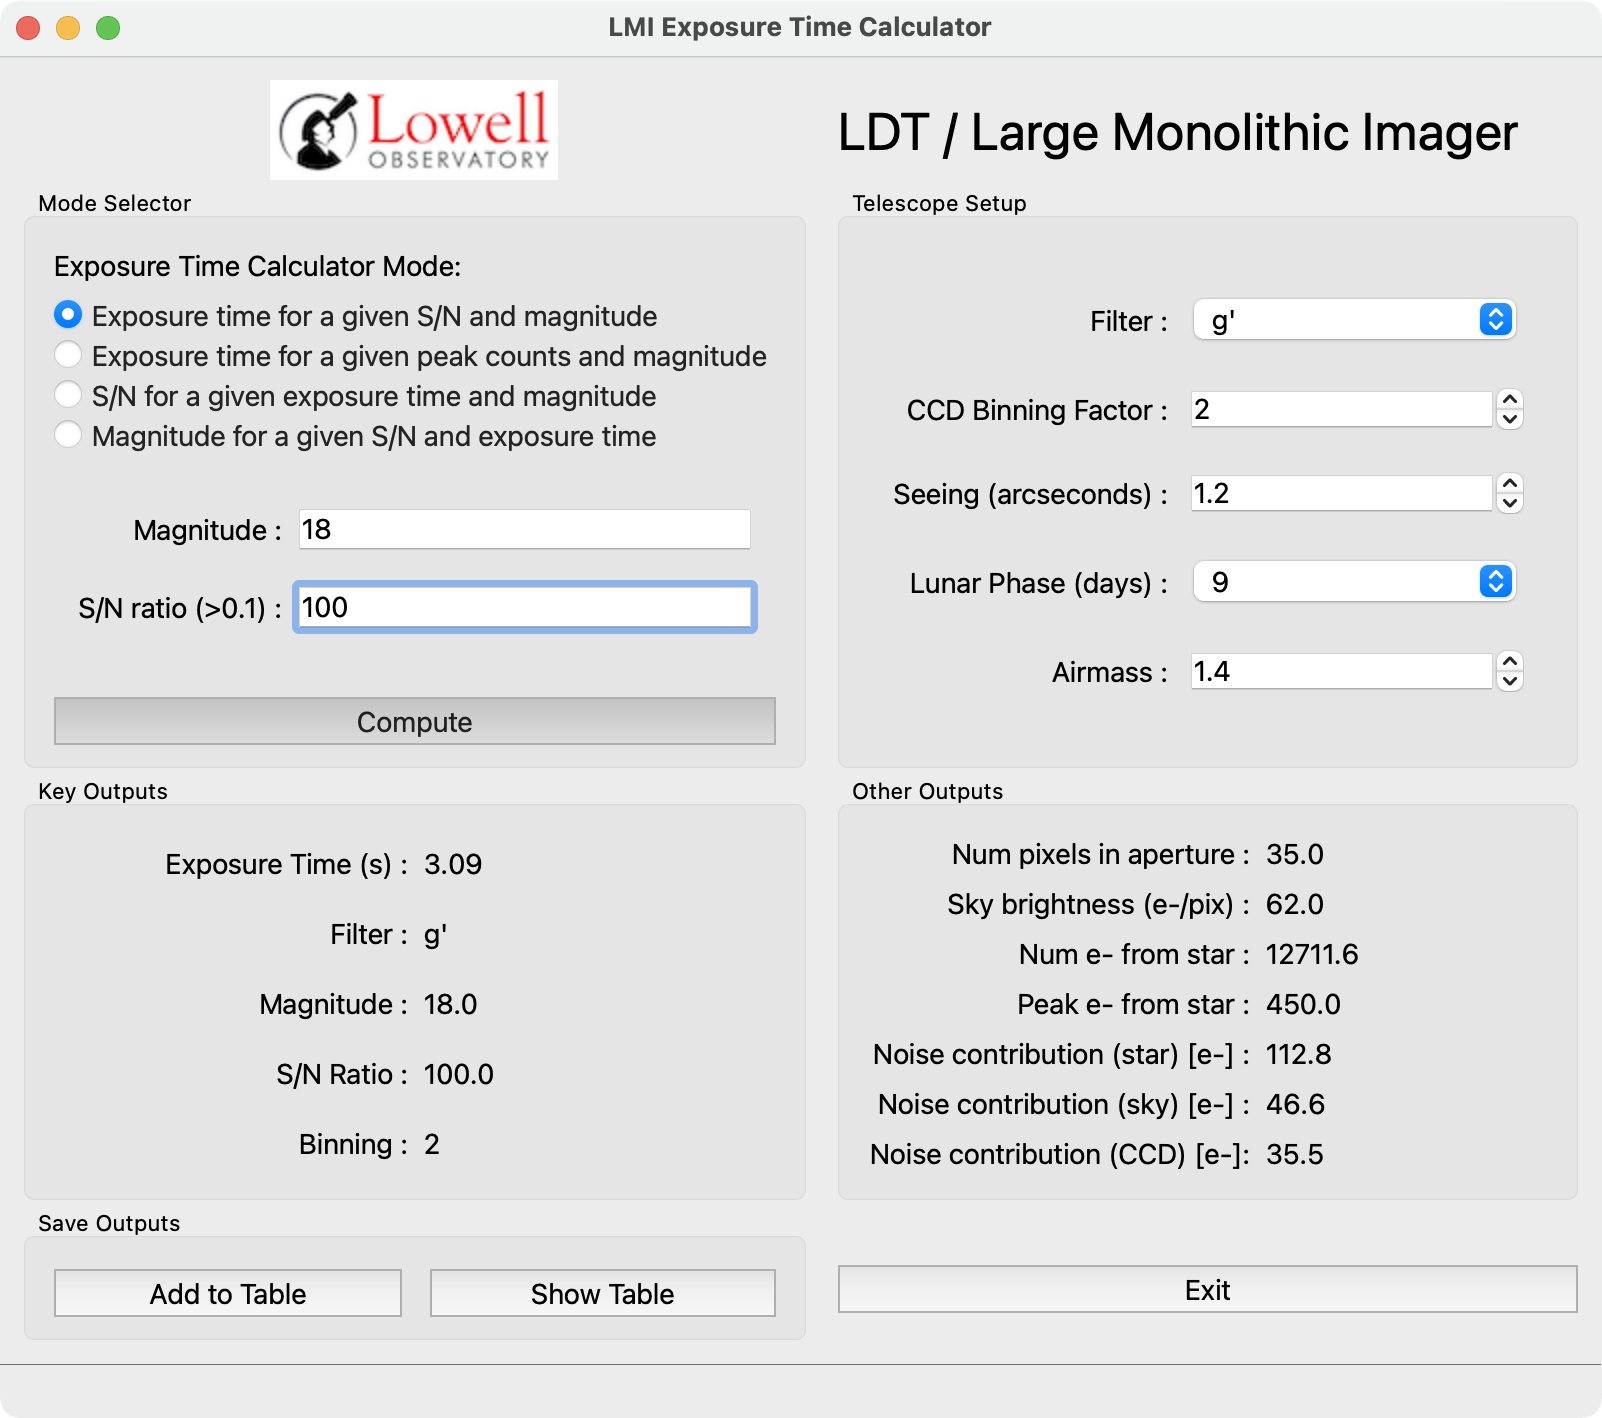 LMI Exposure Time Calculator
Lowell
OBSERVATORY
LDT / Large Monolithic Imager
Mode Selector
Exposure Time Calculator Mode:
Exposure time for a given S/N and magnitude
Exposure time for a given peak counts and magnitude
S/N for a given exposure time and magnitude
Magnitude for a given S/N and exposure time
Magnitude : 18
S/N ratio (>0.1) : 100
Compute
Telescope Setup
Filter : g'
CCD Binning Factor : 2
Seeing (arcseconds) : 1.2
Lunar Phase (days) : 9
Airmass : 1.4
Key Outputs
Exposure Time (s) : 3.09
Filter : g'
Magnitude : 18.0
S/N Ratio : 100.0
Binning : 2
Other Outputs
Num pixels in aperture : 35.0
Sky brightness (e-/pix) : 62.0
Num e- from star : 12711.6
Peak e- from star : 450.0
Noise contribution (star) [e-] : 112.8
Noise contribution (sky) [e-] : 46.6
Noise contribution (CCD) [e-]: 35.5
Save Outputs
Add to Table
Show Table
Exit